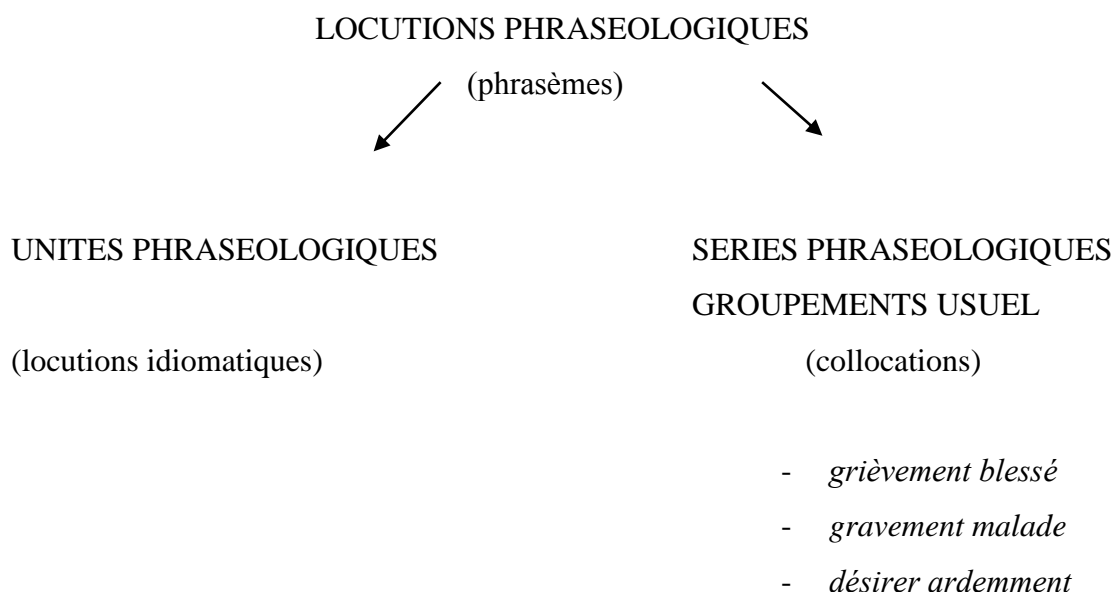 LOCUTIONS PHRASEOLOGIQUES
(phrasèmes)
UNITES PHRASEOLOGIQUES
(locutions idiomatiques)
SERIES PHRASEOLOGIQUES
GROUPEMENTS USUEL
(collocations)
- grièvement blessé
- gravement malade
- désirer ardemment